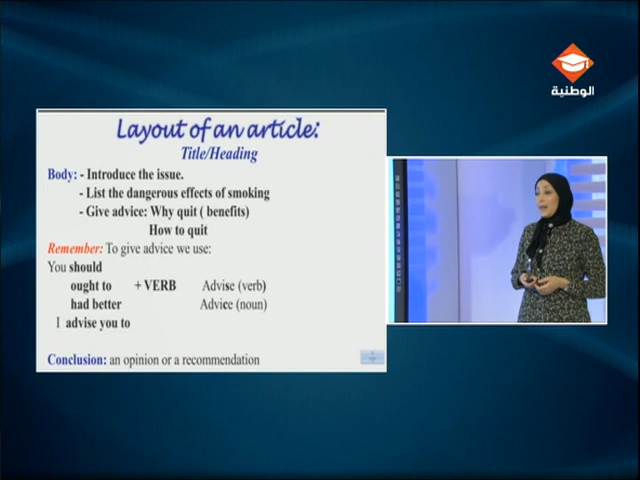 الوطنية
Layout of an article:
Title/Heading
Body: - Introduce the issue.
- List the dangerous effects of smoking
- Give advice: Why quit ( benefits)
How to quit
Remember: To give advice we use:
You should
ought to + VERB Advise (verb)
had better Advice (noun)
I advise you to
Conclusion: an opinion or a recommendation